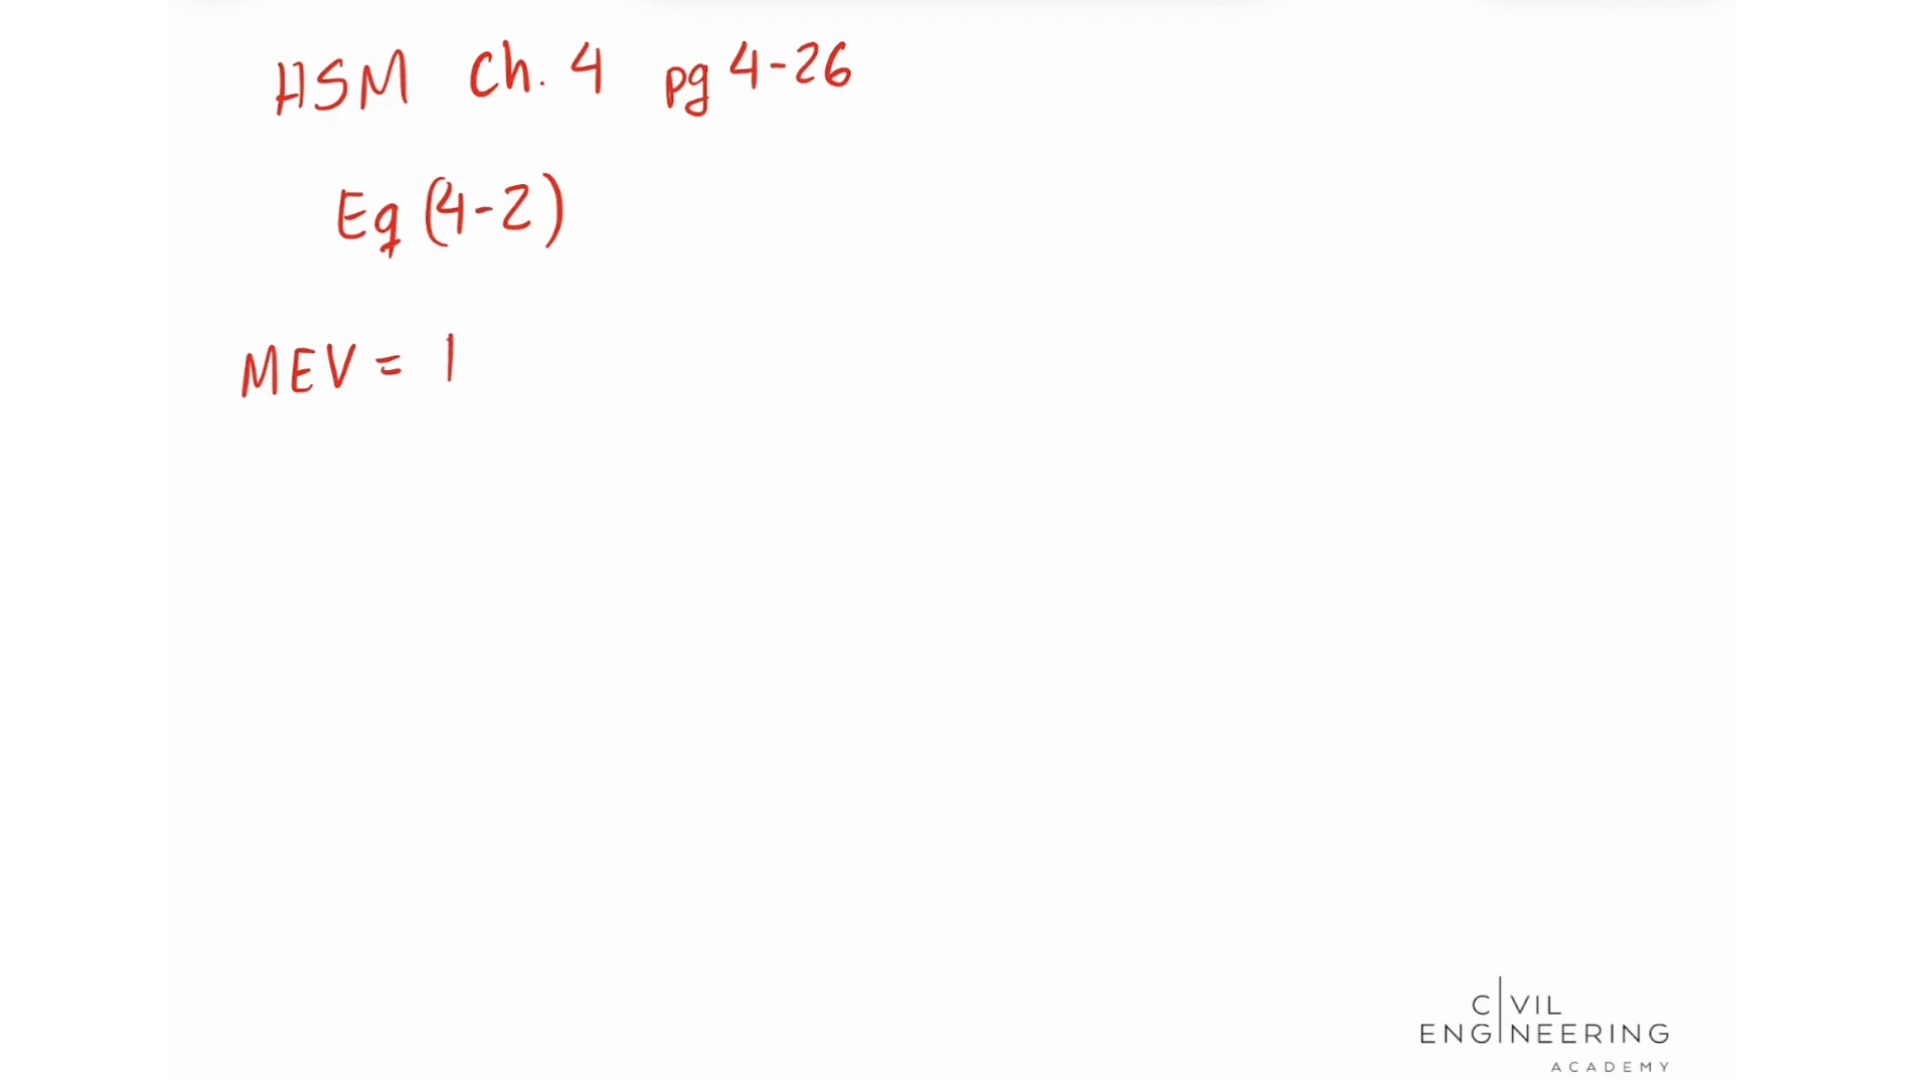 HSM Ch. 4 pg 4-26
Eq (4-2)
MEV = 1
CIVIL
ENGINEERING
ACADEMY